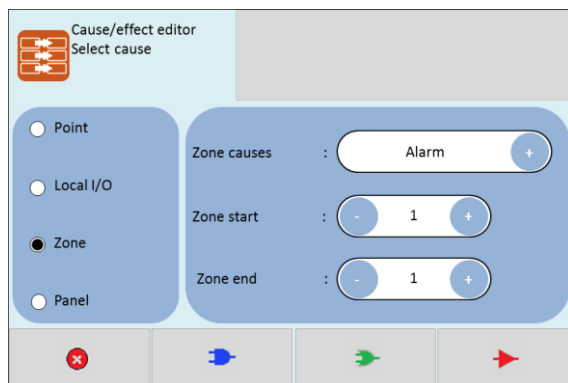 Cause/effect editor
Select cause
Point
Local I/O
Zone
Panel
Zone causes : Alarm +
Zone start : - 1 +
Zone end : - 1 +